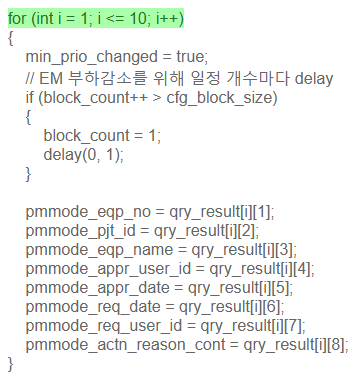 for (int i = 1; i <= 10; i++)
{
    min_prio_changed = true;
    // EM 부하감소를 위해 일정 개수마다 delay
    if (block_count++ > cfg_block_size)
    {
        block_count = 1;
        delay(0, 1);
    }

    pmmode_eqp_no = qry_result[i][1];
    pmmode_pjt_id = qry_result[i][2];
    pmmode_eqp_name = qry_result[i][3];
    pmmode_appr_user_id = qry_result[i][4];
    pmmode_appr_date = qry_result[i][5];
    pmmode_req_date = qry_result[i][6];
    pmmode_req_user_id = qry_result[i][7];
    pmmode_actn_reason_cont = qry_result[i][8];
}